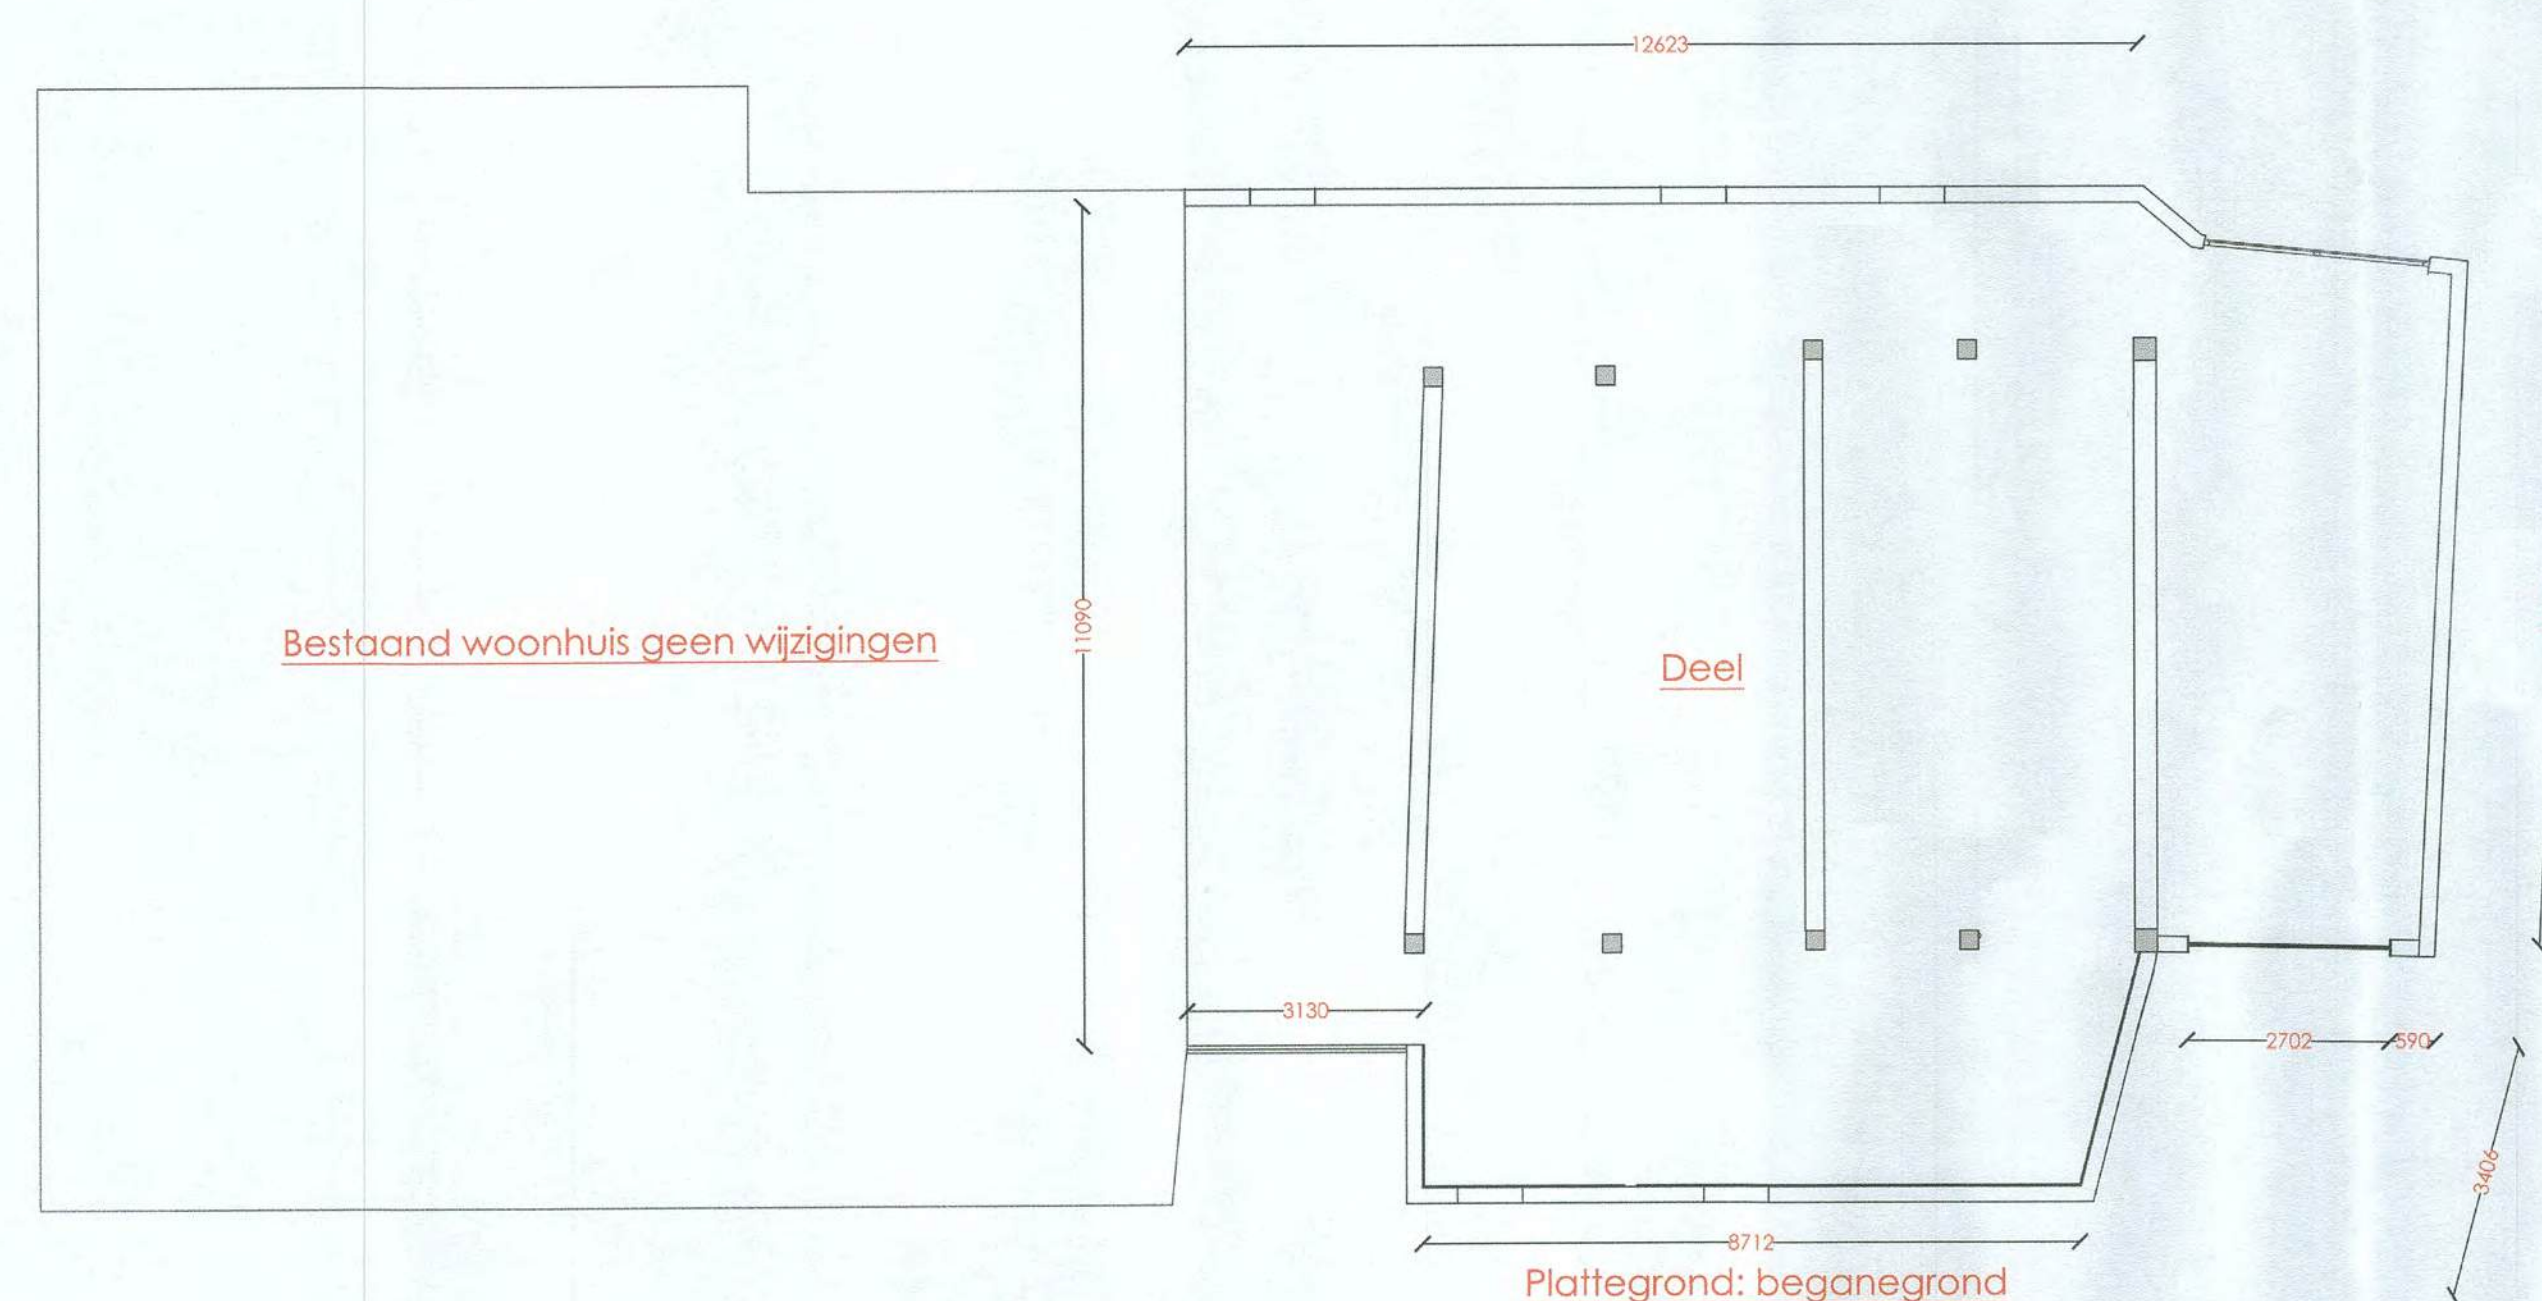 12623
11090
Bestaand woonhuis geen wijzigingen
Deel
3130
2702
590
3406
8712
Plattegrond: beganegrond